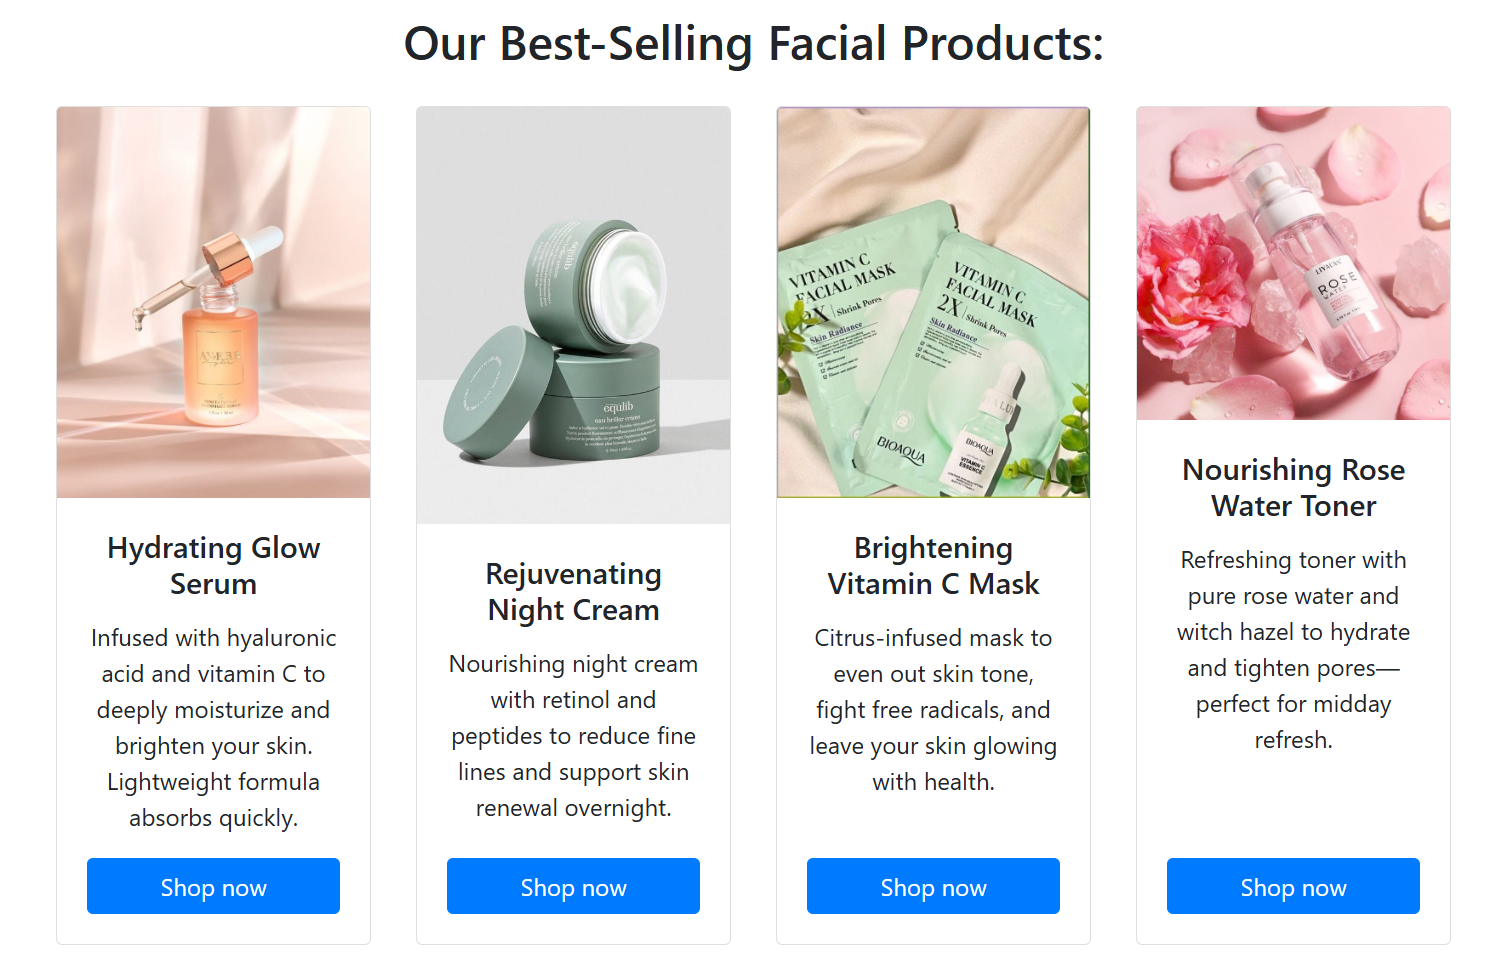 Our Best-Selling Facial Products:
AVERE
equlib
equlib
eau briller creme
VITAMIN C
FACIAL MASK
2X Shrink Pores
Skin Radiance
VITAMIN C
FACIAL MASK
2X Shrink Pores
Skin Radiance
BIOAQUA
BIOAQUA
VITAMIN C
ESSENCE
ROSE
WATER
Hydrating Glow
Serum
Infused with hyaluronic
acid and vitamin C to
deeply moisturize and
brighten your skin.
Lightweight formula
absorbs quickly.
Shop now
Rejuvenating
Night Cream
Nourishing night cream
with retinol and
peptides to reduce fine
lines and support skin
renewal overnight.
Shop now
Brightening
Vitamin C Mask
Citrus-infused mask to
even out skin tone,
fight free radicals, and
leave your skin glowing
with health.
Shop now
Nourishing Rose
Water Toner
Refreshing toner with
pure rose water and
witch hazel to hydrate
and tighten pores—
perfect for midday
refresh.
Shop now